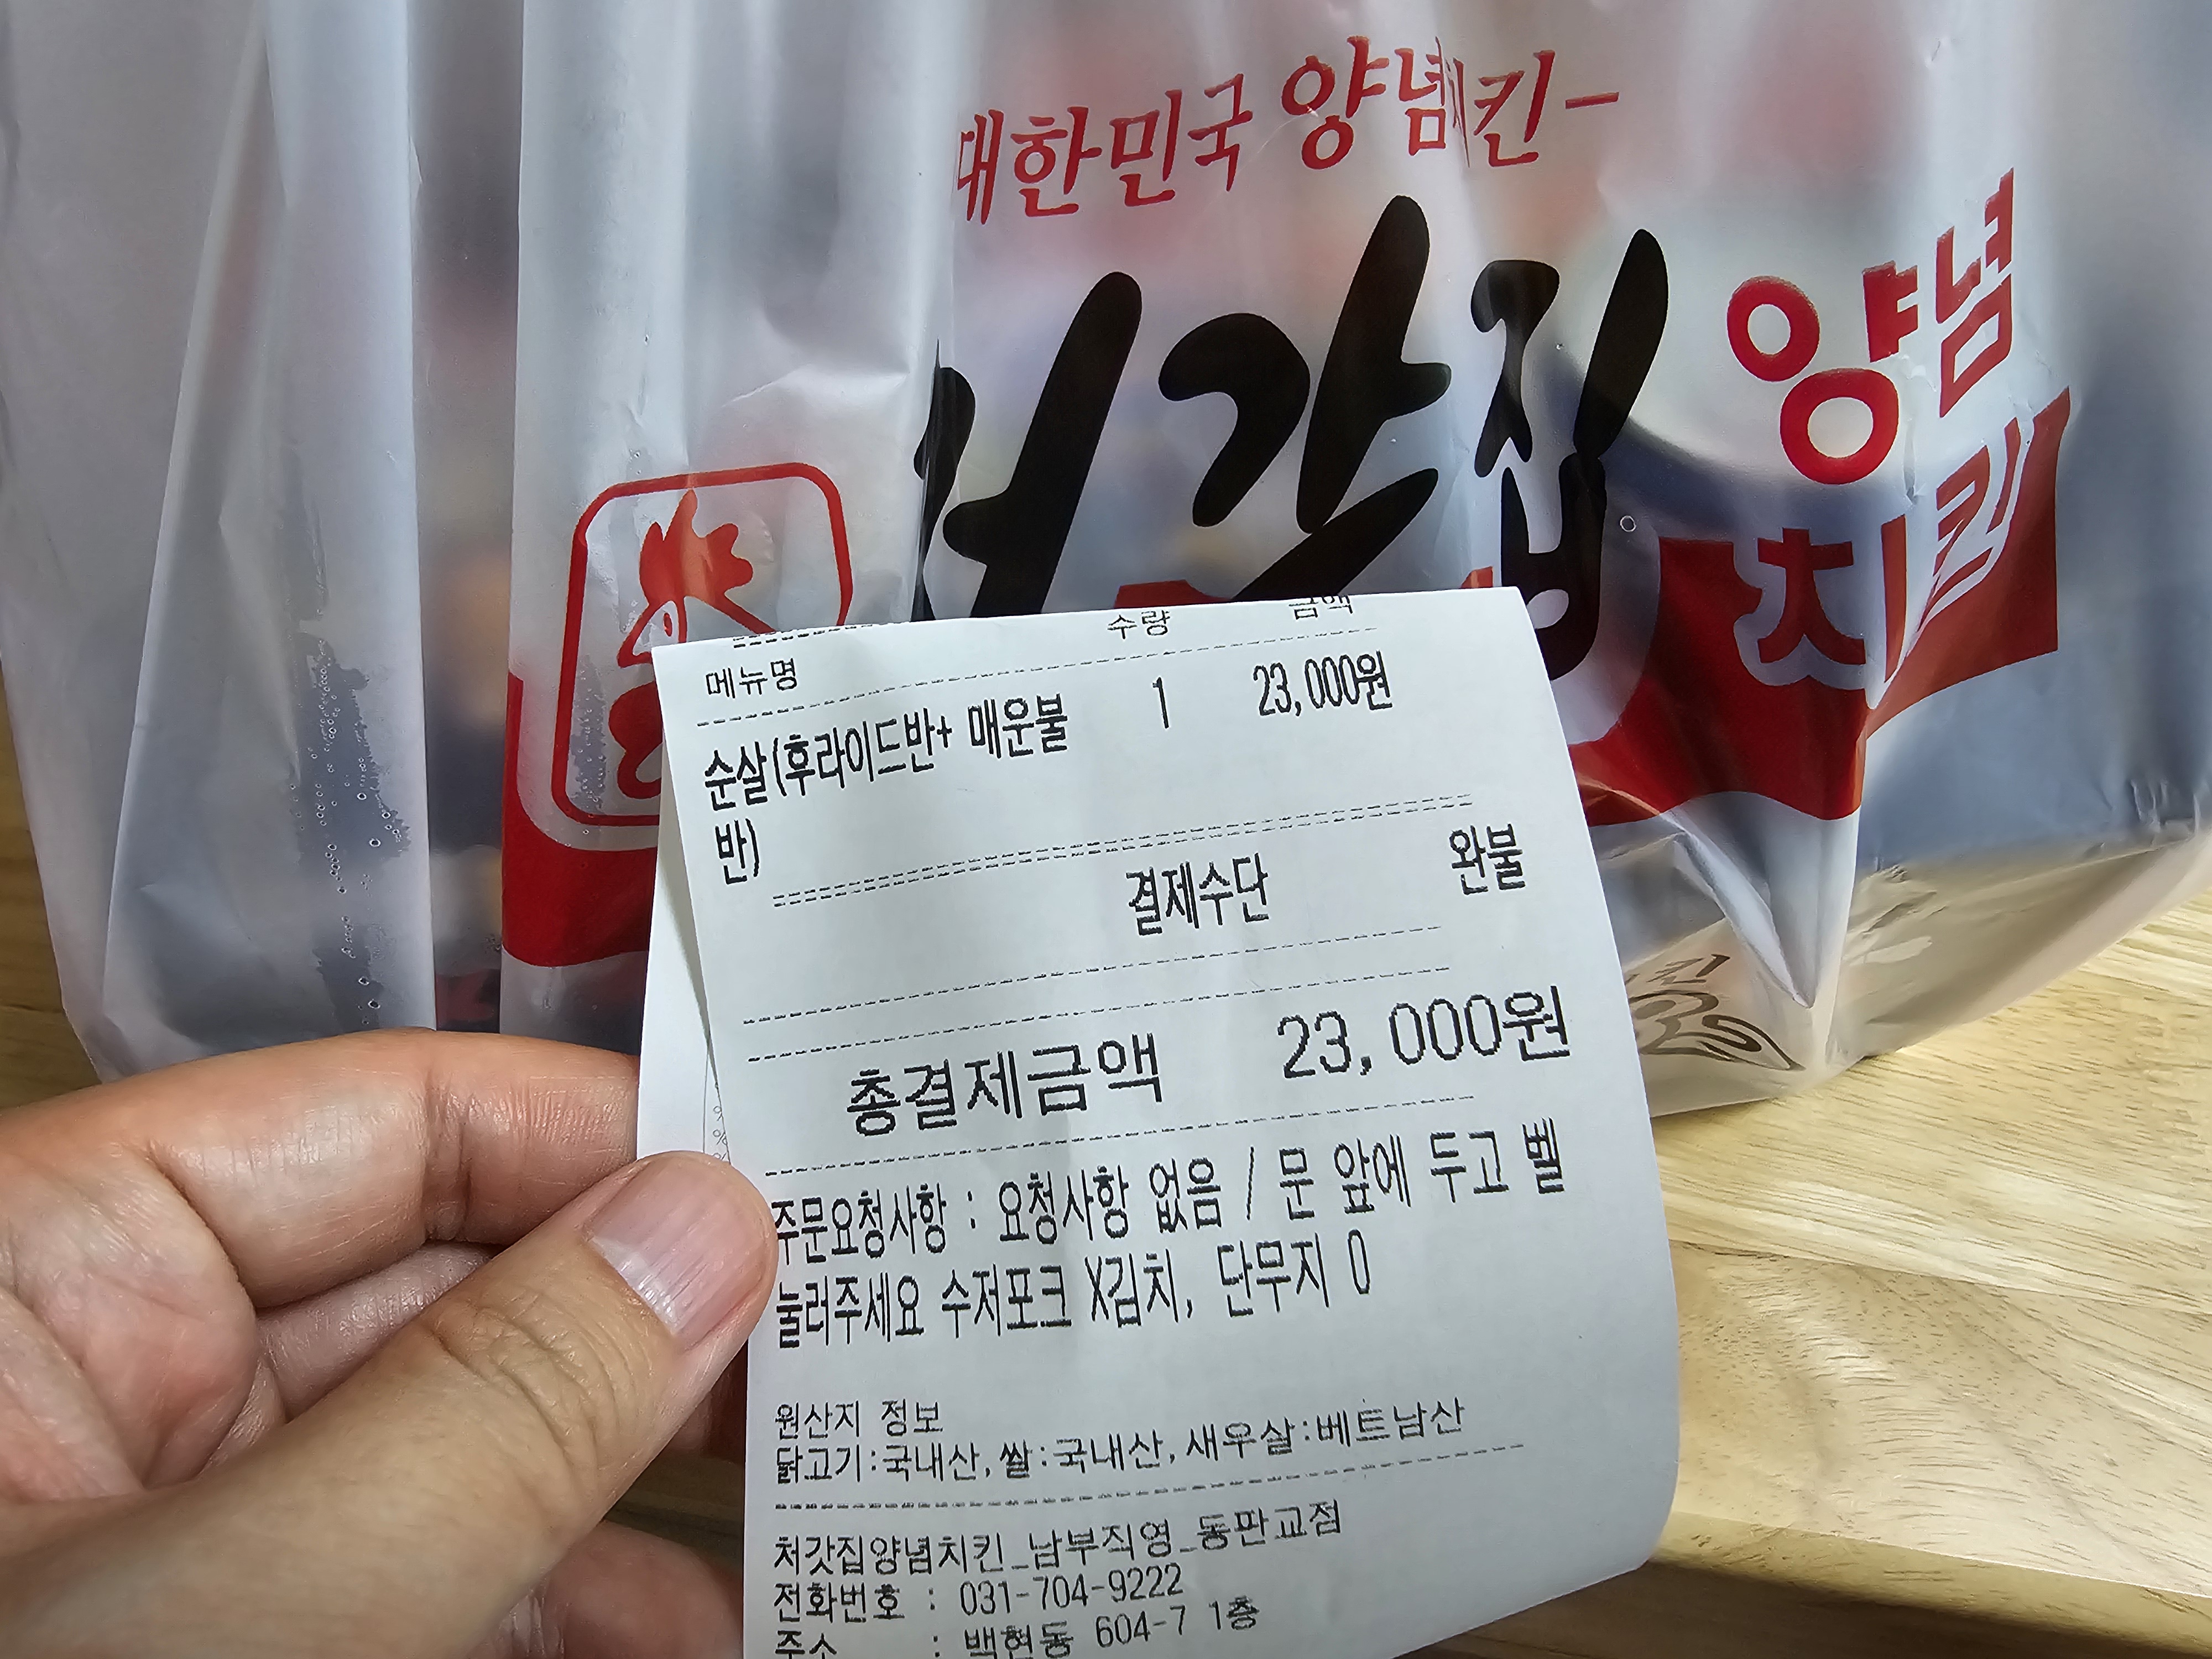 대한민국 양념치킨-
갓집 양념
치킨
수량 금액
메뉴명
순살(후라이드반+ 매운불 1 23,000원
반)
결제수단 완불
총결제금액 23,000원
주문요청사항 : 요청사항 없음 / 문 앞에 두고 벨
눌러주세요 수저포크 X김치, 단무지 O
원산지 정보
닭고기:국내산, 쌀:국내산, 새우살:베트남산
처갓집양념치킨_남부직영_동판교점
전화번호 : 031-704-9222
주소 : 백현동 604-7 1층